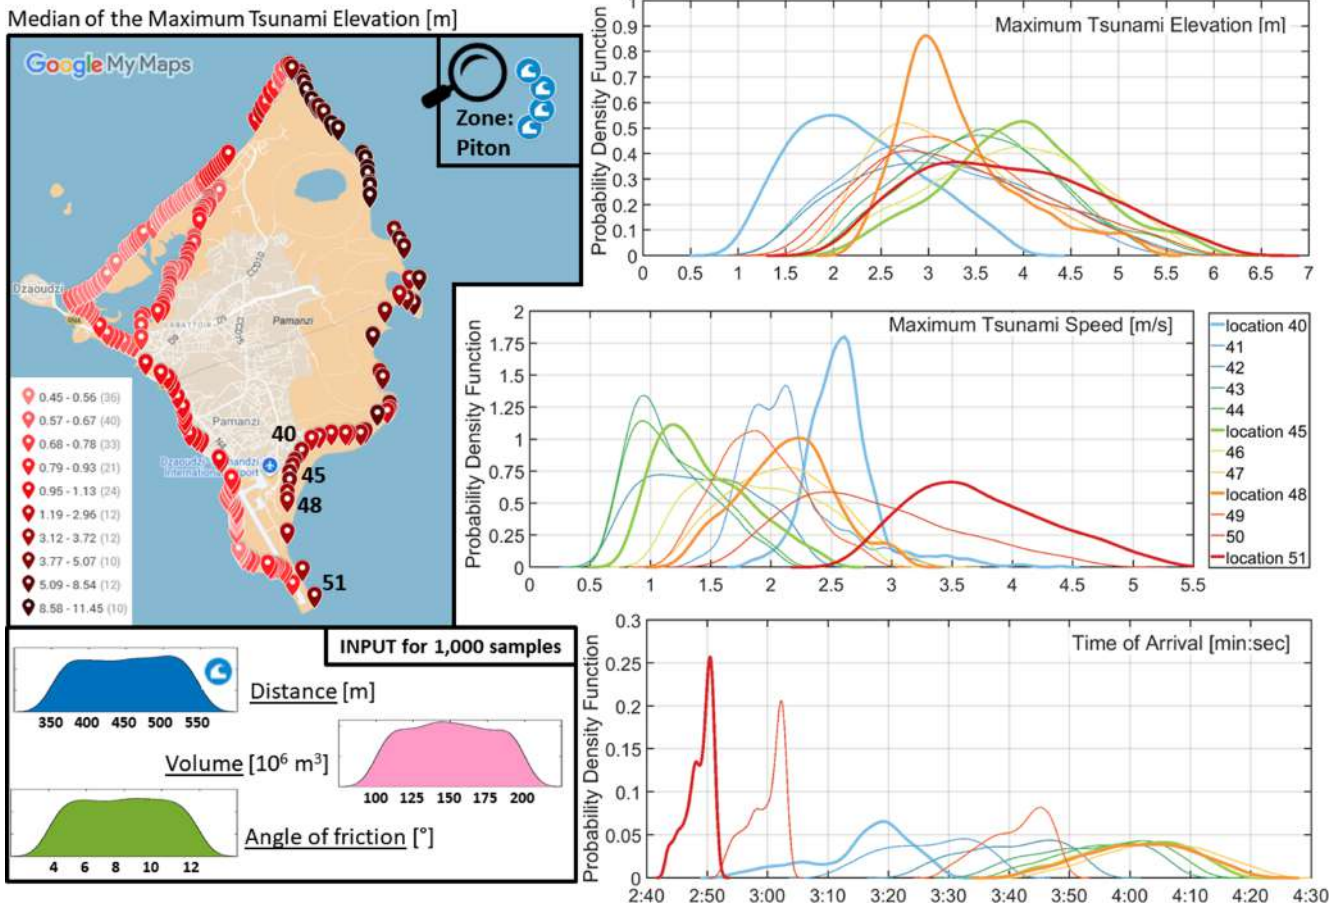 Median of the Maximum Tsunami Elevation [m]
Google My Maps
Zone:
Piton
Dzaoudzi
CCD10
Pamanzi
Pamanzi
40
45
48
51
0.45 - 0.56 (36)
0.57 - 0.67 (40)
0.68 - 0.78 (33)
0.79 - 0.93 (21)
0.95 - 1.13 (24)
1.19 - 2.96 (12)
3.12 - 3.72 (12)
3.77 - 5.07 (10)
5.09 - 8.54 (12)
8.58 - 11.45 (10)
INPUT for 1,000 samples
350 400 450 500 550
Distance [m]
Volume [10⁶ m³]
100 125 150 175 200
4 6 8 10 12
Angle of friction [°]
Maximum Tsunami Elevation [m]
Probability Density Function
1
0.9
0.8
0.7
0.6
0.5
0.4
0.3
0.2
0.1
0
0 0.5 1 1.5 2 2.5 3 3.5 4 4.5 5 5.5 6 6.5 7
Maximum Tsunami Speed [m/s]
Probability Density Function
2
1.75
1.5
1.25
1
0.75
0.5
0.25
0
0 0.5 1 1.5 2 2.5 3 3.5 4 4.5 5 5.5
location 40
41
42
43
44
location 45
46
47
location 48
49
50
location 51
Time of Arrival [min:sec]
Probability Density Function
0.3
0.25
0.2
0.15
0.1
0.05
0
2:40 2:50 3:00 3:10 3:20 3:30 3:40 3:50 4:00 4:10 4:20 4:30